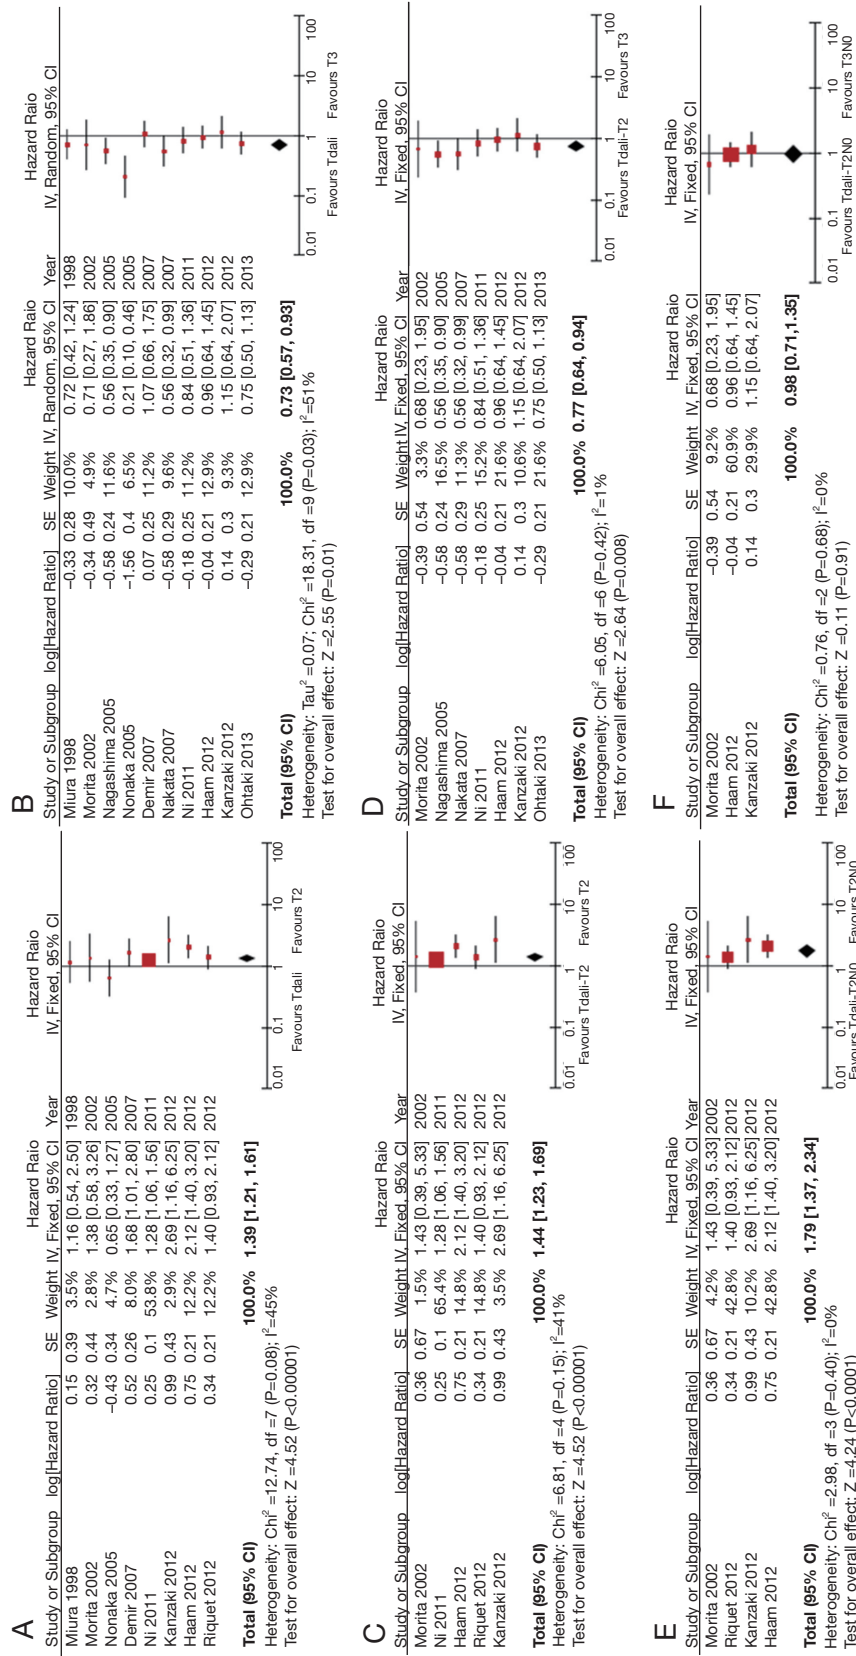 A
Hazard Raio Hazard Raio
Study or Subgroup log[Hazard Ratio] SE Weight IV, Fixed, 95% CI Year IV, Fixed, 95% CI
Miura 1998 0.15 0.39 3.5% 1.16 [0.54, 2.50] 1998
Morita 2002 0.32 0.44 2.8% 1.38 [0.58, 3.26] 2002
Nonaka 2005 −0.43 0.34 4.7% 0.65 [0.33, 1.27] 2005
Demir 2007 0.52 0.26 8.0% 1.68 [1.01, 2.80] 2007
Ni 2011 0.25 0.1 53.8% 1.28 [1.06, 1.56] 2011
Kanzaki 2012 0.99 0.43 2.9% 2.69 [1.16, 6.25] 2012
Haam 2012 0.75 0.21 12.2% 2.12 [1.40, 3.20] 2012
Riquet 2012 0.34 0.21 12.2% 1.40 [0.93, 2.12] 2012
Total (95% CI) 100.0% 1.39 [1.21, 1.61]
Heterogeneity: Chi² =12.74, df =7 (P=0.08); I²=45%
Test for overall effect: Z =4.52 (P<0.00001)
0.01 0.1 1 10 100
Favours Tdali Favours T2
B
Hazard Raio Hazard Raio
Study or Subgroup log[Hazard Ratio] SE Weight IV, Random, 95% CI Year IV, Random, 95% CI
Miura 1998 −0.33 0.28 10.0% 0.72 [0.42, 1.24] 1998
Morita 2002 −0.34 0.49 4.9% 0.71 [0.27, 1.86] 2002
Nagashima 2005 −0.58 0.24 11.6% 0.56 [0.35, 0.90] 2005
Nonaka 2005 −1.56 0.4 6.5% 0.21 [0.10, 0.46] 2005
Demir 2007 0.07 0.25 11.2% 1.07 [0.66, 1.75] 2007
Nakata 2007 −0.58 0.29 9.6% 0.56 [0.32, 0.99] 2007
Ni 2011 −0.18 0.25 11.2% 0.84 [0.51, 1.36] 2011
Haam 2012 −0.04 0.21 12.9% 0.96 [0.64, 1.45] 2012
Kanzaki 2012 0.14 0.3 9.3% 1.15 [0.64, 2.07] 2012
Ohtaki 2013 −0.29 0.21 12.9% 0.75 [0.50, 1.13] 2013
Total (95% CI) 100.0% 0.73 [0.57, 0.93]
Heterogeneity: Tau² =0.07; Chi² =18.31, df =9 (P=0.03); I²=51%
Test for overall effect: Z =2.55 (P=0.01)
0.01 0.1 1 10 100
Favours Tdali Favours T3
C
Hazard Raio Hazard Raio
Study or Subgroup log[Hazard Ratio] SE Weight IV, Fixed, 95% CI Year IV, Fixed, 95% CI
Morita 2002 0.36 0.67 1.5% 1.43 [0.39, 5.33] 2002
Ni 2011 0.25 0.1 65.4% 1.28 [1.06, 1.56] 2011
Haam 2012 0.75 0.21 14.8% 2.12 [1.40, 3.20] 2012
Riquet 2012 0.34 0.21 14.8% 1.40 [0.93, 2.12] 2012
Kanzaki 2012 0.99 0.43 3.5% 2.69 [1.16, 6.25] 2012
Total (95% CI) 100.0% 1.44 [1.23, 1.69]
Heterogeneity: Chi² =6.81, df =4 (P=0.15); I²=41%
Test for overall effect: Z =4.52 (P<0.00001)
0.01 0.1 1 10 100
Favours Tdali-T2 Favours T2
D
Hazard Raio Hazard Raio
Study or Subgroup log[Hazard Ratio] SE Weight IV, Fixed, 95% CI Year IV, Fixed, 95% CI
Morita 2002 −0.39 0.54 3.3% 0.68 [0.23, 1.95] 2002
Nagashima 2005 −0.58 0.24 16.5% 0.56 [0.35, 0.90] 2005
Nakata 2007 −0.58 0.29 11.3% 0.56 [0.32, 0.99] 2007
Ni 2011 −0.18 0.25 15.2% 0.84 [0.51, 1.36] 2011
Haam 2012 −0.04 0.21 21.6% 0.96 [0.64, 1.45] 2012
Kanzaki 2012 0.14 0.3 10.6% 1.15 [0.64, 2.07] 2012
Ohtaki 2013 −0.29 0.21 21.6% 0.75 [0.50, 1.13] 2013
Total (95% CI) 100.0% 0.77 [0.64, 0.94]
Heterogeneity: Chi² =6.05, df =6 (P=0.42); I²=1%
Test for overall effect: Z =2.64 (P=0.008)
0.01 0.1 1 10 100
Favours Tdali-T2 Favours T3
E
Hazard Raio Hazard Raio
Study or Subgroup log[Hazard Ratio] SE Weight IV, Fixed, 95% CI Year IV, Fixed, 95% CI
Morita 2002 0.36 0.67 4.2% 1.43 [0.39, 5.33] 2002
Riquet 2012 0.34 0.21 42.8% 1.40 [0.93, 2.12] 2012
Kanzaki 2012 0.99 0.43 10.2% 2.69 [1.16, 6.25] 2012
Haam 2012 0.75 0.21 42.8% 2.12 [1.40, 3.20] 2012
Total (95% CI) 100.0% 1.79 [1.37, 2.34]
Heterogeneity: Chi² =2.98, df =3 (P=0.40); I²=0%
Test for overall effect: Z =4.24 (P<0.0001)
0.01 0.1 1 10 100
Favours Tdali-T2N0 Favours T2N0
F
Hazard Raio Hazard Raio
Study or Subgroup log[Hazard Ratio] SE Weight IV, Fixed, 95% CI IV, Fixed, 95% CI
Morita 2002 −0.39 0.54 9.2% 0.68 [0.23, 1.95]
Haam 2012 −0.04 0.21 60.9% 0.96 [0.64, 1.45]
Kanzaki 2012 0.14 0.3 29.9% 1.15 [0.64, 2.07]
Total (95% CI) 100.0% 0.98 [0.71,1.35]
Heterogeneity: Chi² =0.76, df =2 (P=0.68); I²=0%
Test for overall effect: Z =0.11 (P=0.91)
0.01 0.1 1 10 100
Favours Tdali-T2N0 Favours T3N0